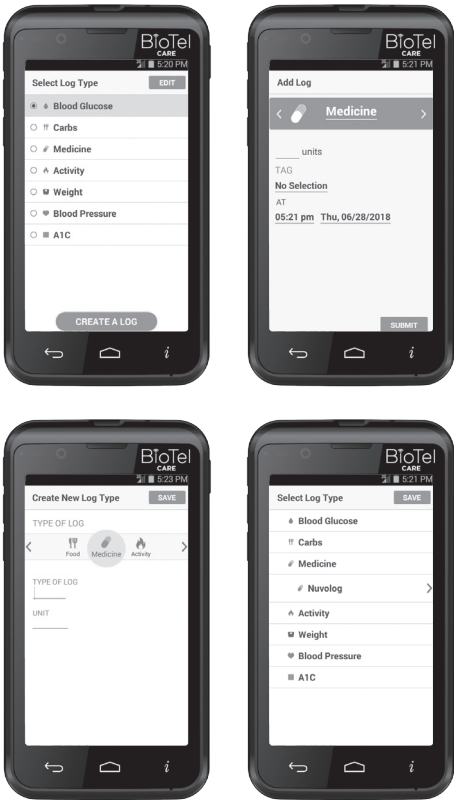 BioTel
CARE
5:20 PM
Select Log Type EDIT
Blood Glucose
Carbs
Medicine
Activity
Weight
Blood Pressure
A1C
CREATE A LOG
i
BioTel
CARE
5:21 PM
Add Log
< Medicine >
____ units
TAG
No Selection
AT
05:21 pm Thu, 06/28/2018
SUBMIT
i
BioTel
CARE
5:23 PM
Create New Log Type SAVE
TYPE OF LOG
< Food Medicine Activity >
TYPE OF LOG
UNIT
i
BioTel
CARE
5:21 PM
Select Log Type SAVE
Blood Glucose
Carbs
Medicine
Nuvolog >
Activity
Weight
Blood Pressure
A1C
i